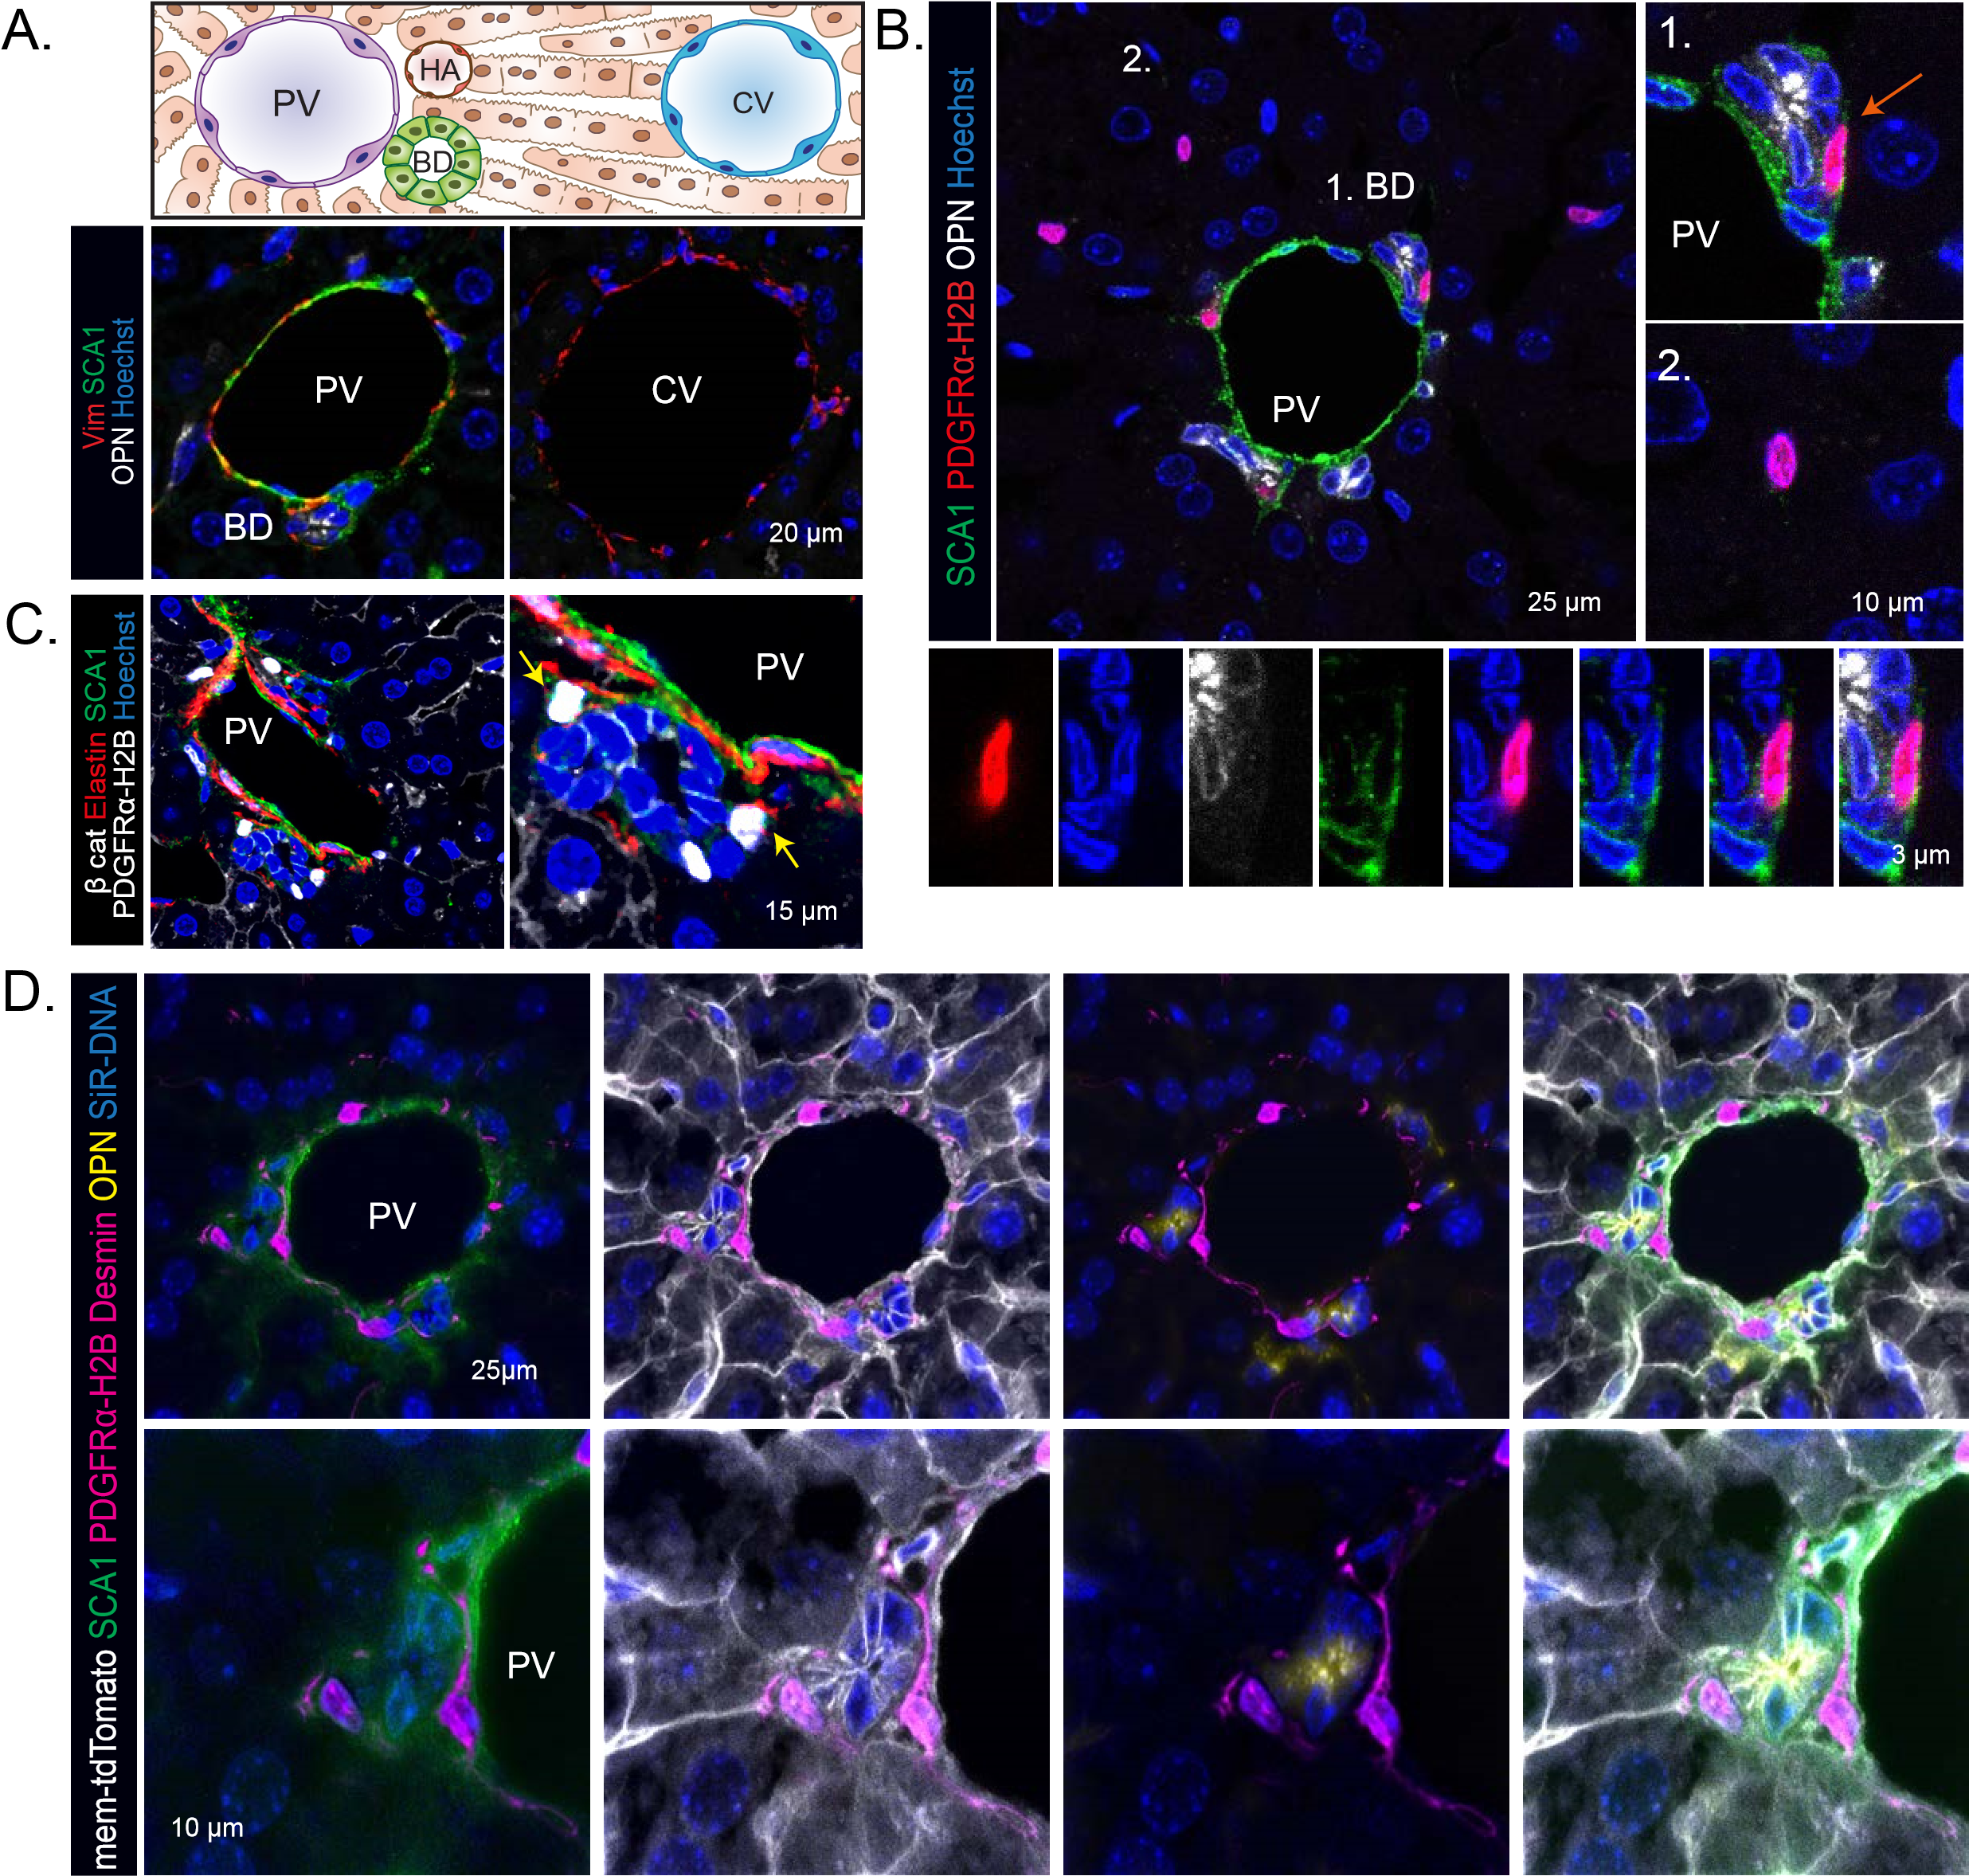 A.
PV
HA
BD
CV
Vim SCA1
OPN Hoechst
PV
BD
CV
20 µm
B.
SCA1 PDGFRα-H2B OPN Hoechst
2.
1. BD
PV
25 µm
1.
PV
2.
10 µm
3 µm
C.
β cat Elastin SCA1
PDGFRα-H2B Hoechst
PV
PV
15 µm
D.
mem-tdTomato SCA1 PDGFRα-H2B Desmin OPN SiR-DNA
PV
25µm
PV
10 µm